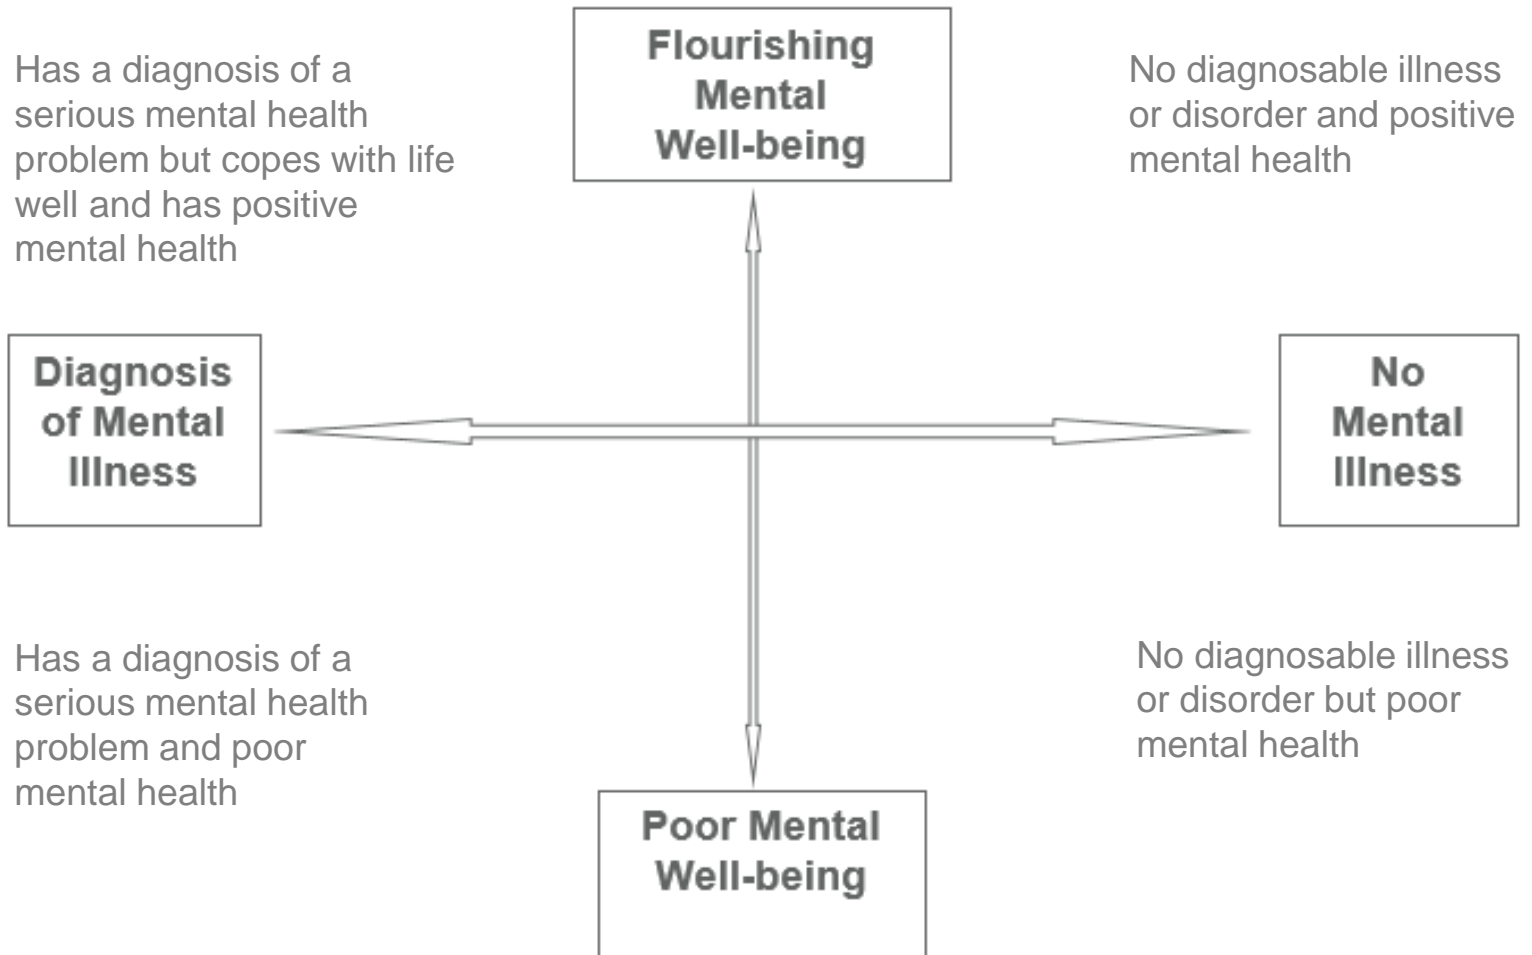 Flourishing
Mental
Well-being
Has a diagnosis of a
serious mental health
problem but copes with life
well and has positive
mental health
No diagnosable illness
or disorder and positive
mental health
Diagnosis
of Mental
Illness
No
Mental
Illness
Has a diagnosis of a
serious mental health
problem and poor
mental health
No diagnosable illness
or disorder but poor
mental health
Poor Mental
Well-being